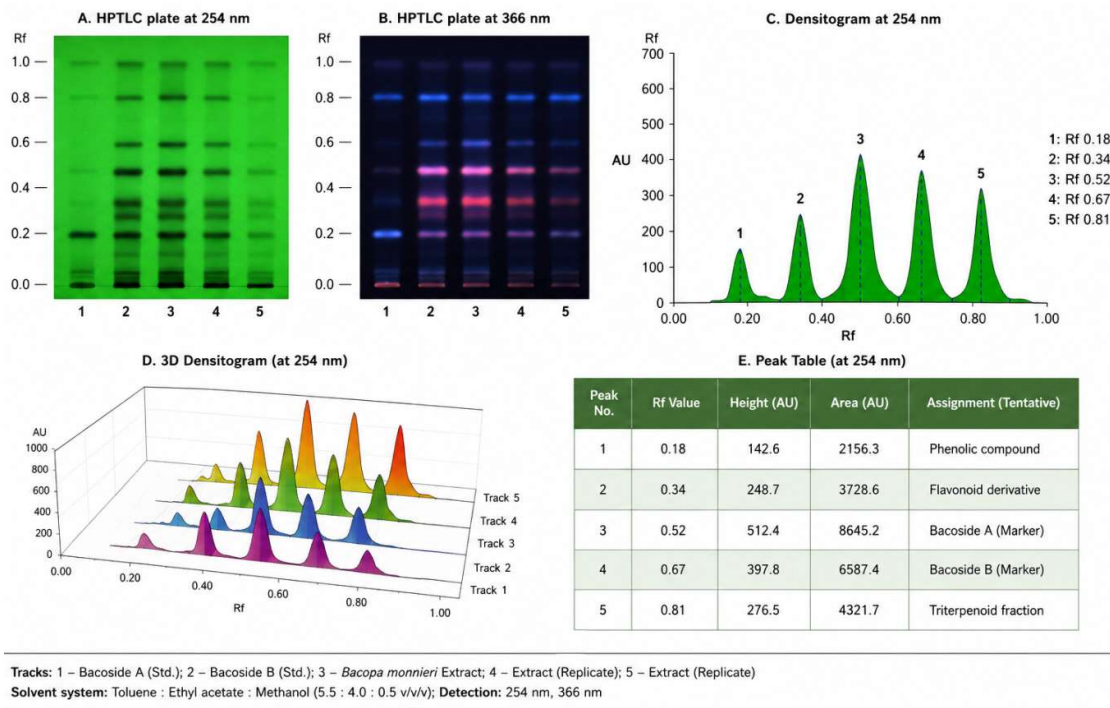 A. HPTLC plate at 254 nm
Rf
1.0
0.8
0.6
0.4
0.2
0.0
1 2 3 4 5
B. HPTLC plate at 366 nm
Rf
1.0
0.8
0.6
0.4
0.2
0.0
1 2 3 4 5
C. Densitogram at 254 nm
700
600
500
400
300
200
100
0
AU
1
2
3
4
5
0.00 0.20 0.40 0.60 0.80 1.00
Rf
1: Rf 0.18
2: Rf 0.34
3: Rf 0.52
4: Rf 0.67
5: Rf 0.81
D. 3D Densitogram (at 254 nm)
AU
1000
800
600
400
200
0
0.00 0.20 0.40 0.60 0.80 1.00
Rf
Track 5
Track 4
Track 3
Track 2
Track 1
E. Peak Table (at 254 nm)
Peak No. Rf Value Height (AU) Area (AU) Assignment (Tentative)
1 0.18 142.6 2156.3 Phenolic compound
2 0.34 248.7 3728.6 Flavonoid derivative
3 0.52 512.4 8645.2 Bacoside A (Marker)
4 0.67 397.8 6587.4 Bacoside B (Marker)
5 0.81 276.5 4321.7 Triterpenoid fraction
Tracks: 1 – Bacoside A (Std.); 2 – Bacoside B (Std.); 3 – Bacopa monnieri Extract; 4 – Extract (Replicate); 5 – Extract (Replicate)
Solvent system: Toluene : Ethyl acetate : Methanol (5.5 : 4.0 : 0.5 v/v/v); Detection: 254 nm, 366 nm